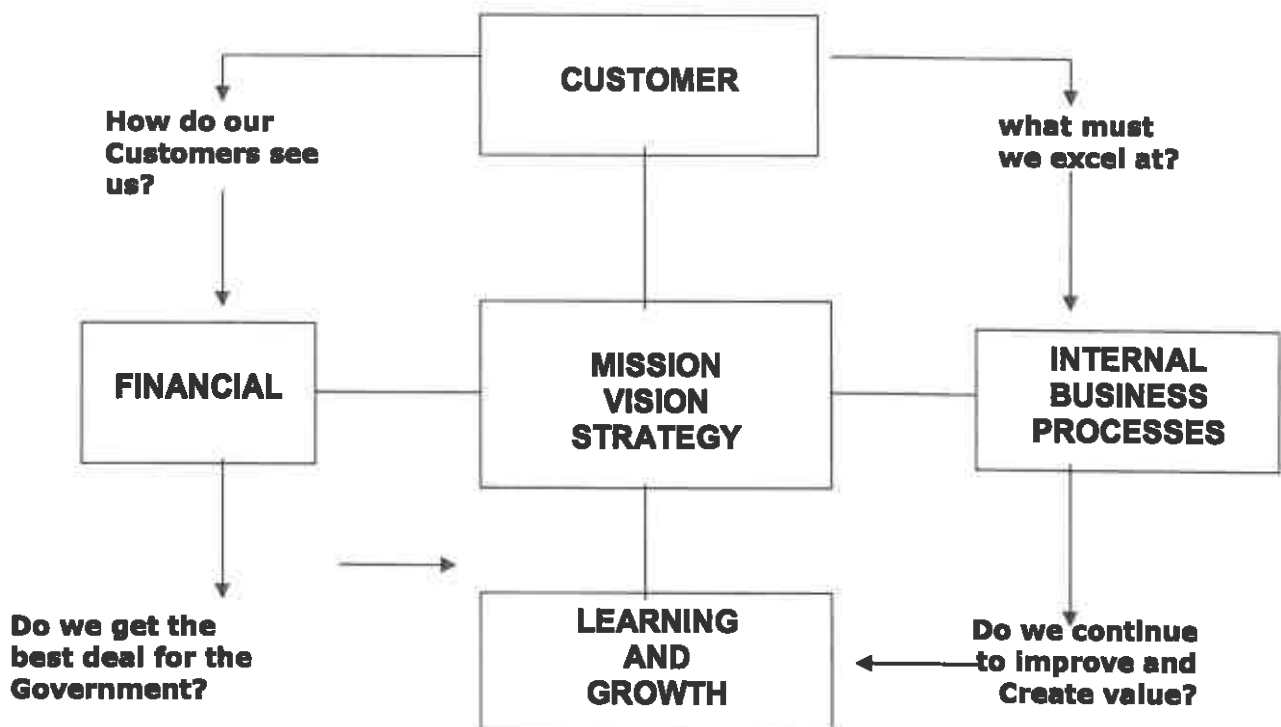 CUSTOMER
How do our
Customers see
us?
what must
we excel at?
FINANCIAL
MISSION
VISION
STRATEGY
INTERNAL
BUSINESS
PROCESSES
Do we get the
best deal for the
Government?
LEARNING
AND
GROWTH
Do we continue
to improve and
Create value?